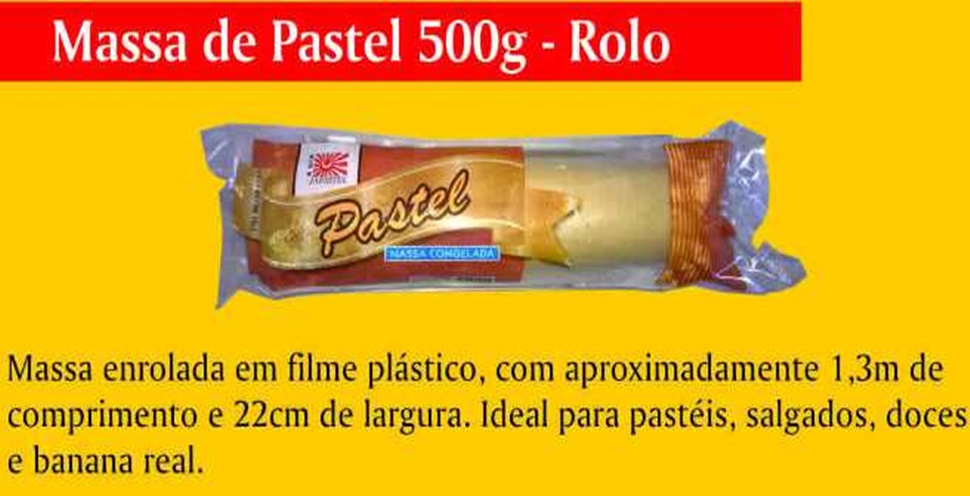 Massa de Pastel 500g - Rolo
Pastel
MASSA CONGELADA
Massa enrolada em filme plástico, com aproximadamente 1,3m de
comprimento e 22cm de largura. Ideal para pastéis, salgados, doces
e banana real.